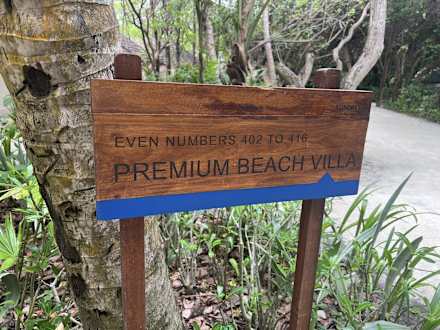 EVEN NUMBERS 402 TO 416
PREMIUM BEACH VILLA